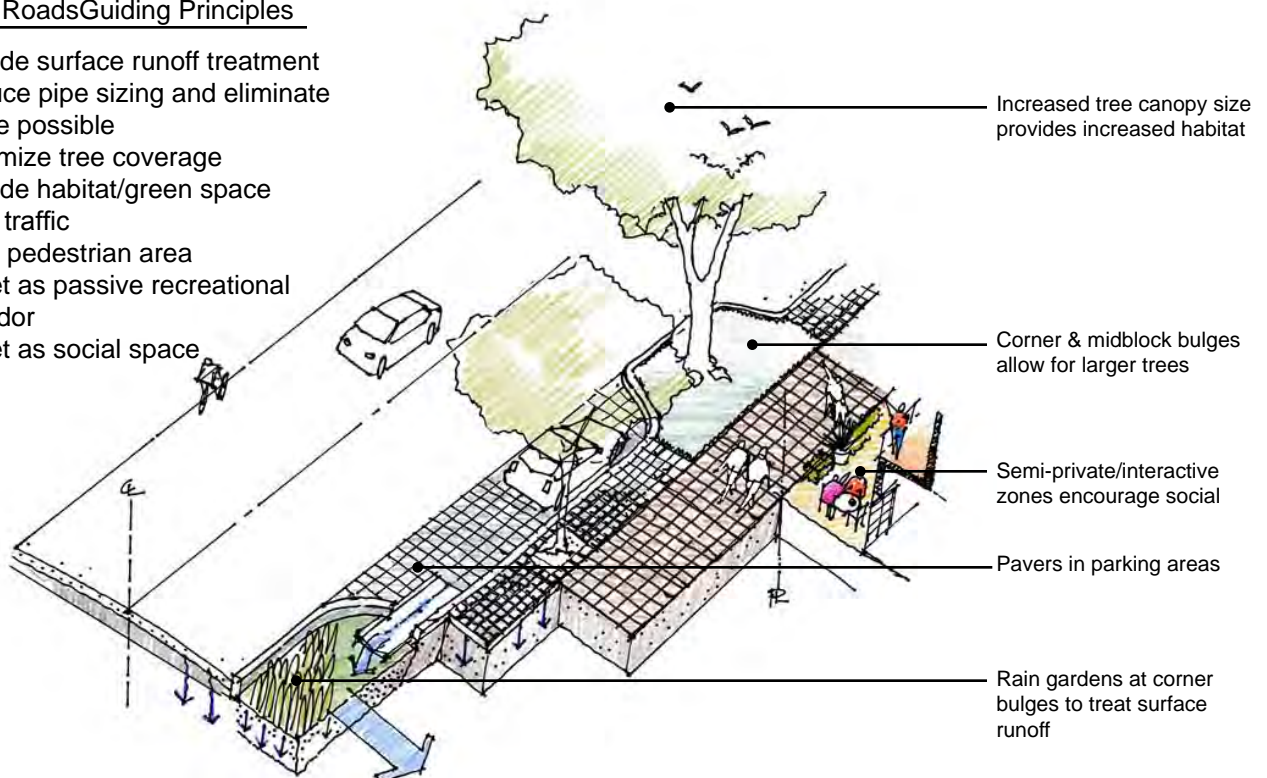 RoadsGuiding Principles
de surface runoff treatment
uce pipe sizing and eliminate
e possible
mize tree coverage
de habitat/green space
traffic
pedestrian area
et as passive recreational
dor
et as social space
Increased tree canopy size
provides increased habitat
Corner & midblock bulges
allow for larger trees
Semi-private/interactive
zones encourage social
Pavers in parking areas
Rain gardens at corner
bulges to treat surface
runoff